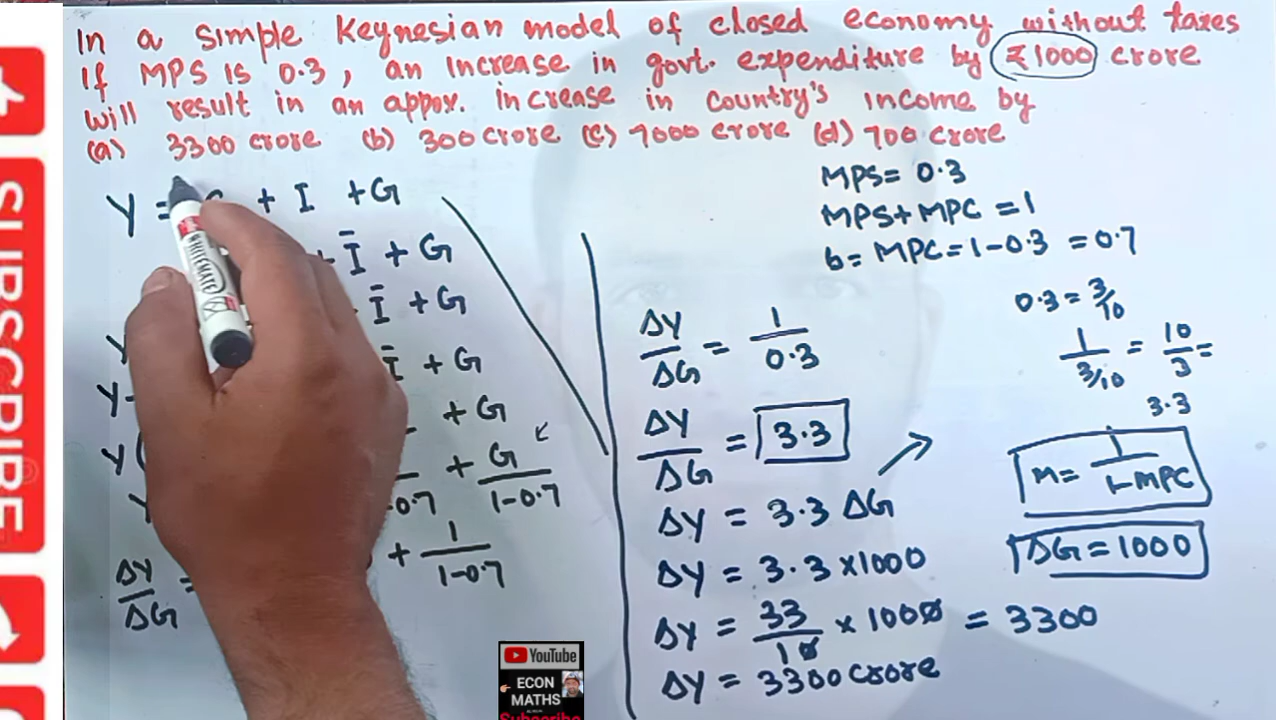 In a simple Keynesian model of closed economy without taxes
If MPS is 0.3, an increase in govt. expenditure by ₹1000 crore
will result in an appox. increase in country's income by
(a) 3300 crore (b) 300 crore (c) 7000 crore (d) 700 crore
Y = + I + G
+ Ī + G
Ī + G
Y Ī + G
Y- + G
Y( + G/1-0.7
Y .0.7
ΔY/ΔG = + 1/1-0.7
MPS = 0.3
MPS + MPC = 1
b = MPC = 1-0.3 = 0.7
ΔY/ΔG = 1/0.3
ΔY/ΔG = 3.3
ΔY = 3.3 ΔG
ΔY = 3.3 x1000
ΔY = 33/10 x 1000 = 3300
ΔY = 3300 crore
0.3 = 3/10
1/3/10 = 10/3 =
3.3
M = 1/1-MPC
ΔG = 1000
SUBSCRIBE
YouTube
ECON
MATHS
Subscribe
WHITEMATE